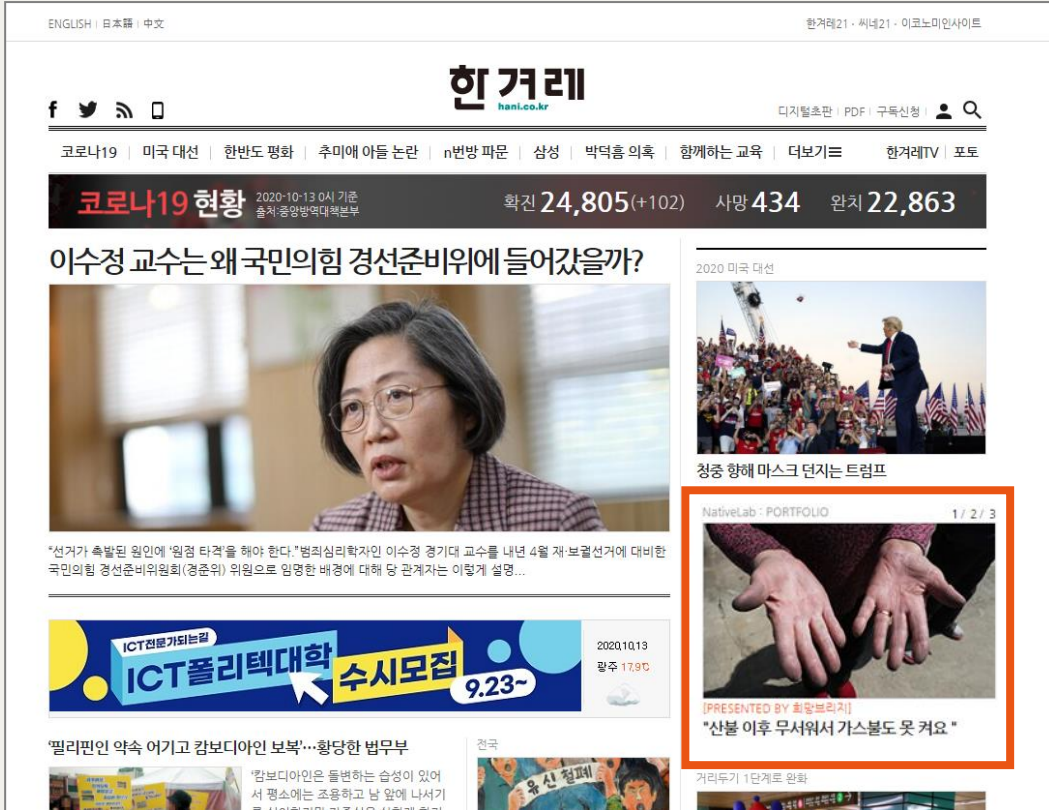 ENGLISH | 日本語 | 中文
한겨레21 · 씨네21 · 이코노미인사이트
한겨레
hani.co.kr
디지털초판 | PDF | 구독신청
코로나19 | 미국 대선 | 한반도 평화 | 추미애 아들 논란 | n번방 파문 | 삼성 | 박덕흠 의혹 | 함께하는 교육 | 더보기
한겨레TV | 포토
코로나19 현황
2020-10-13 0시 기준
출처:중앙방역대책본부
확진 24,805(+102) 사망 434 완치 22,863
이수정 교수는 왜 국민의힘 경선준비위에 들어갔을까?
"선거가 촉발된 원인에 '원점 타격'을 해야 한다." 범죄심리학자인 이수정 경기대 교수를 내년 4월 재·보궐선거에 대비한
국민의힘 경선준비위원회(경준위) 위원으로 임명한 배경에 대해 당 관계자는 이렇게 설명...
2020 미국 대선
청중 향해 마스크 던지는 트럼프
NativeLab : PORTFOLIO
1 / 2 / 3
[PRESENTED BY 희망브리지]
"산불 이후 무서워서 가스불도 못 켜요 "
ICT전문가되는길
ICT폴리텍대학
수시모집
9.23~
2020.10.13
광주 17.9℃
'필리핀인 약속 어기고 캄보디아인 보복'…황당한 법무부
'캄보디아인은 돌변하는 습성이 있어
서 평소에는 조용하고 남 앞에 나서기
전국
유신철폐
거리두기 1단계로 완화